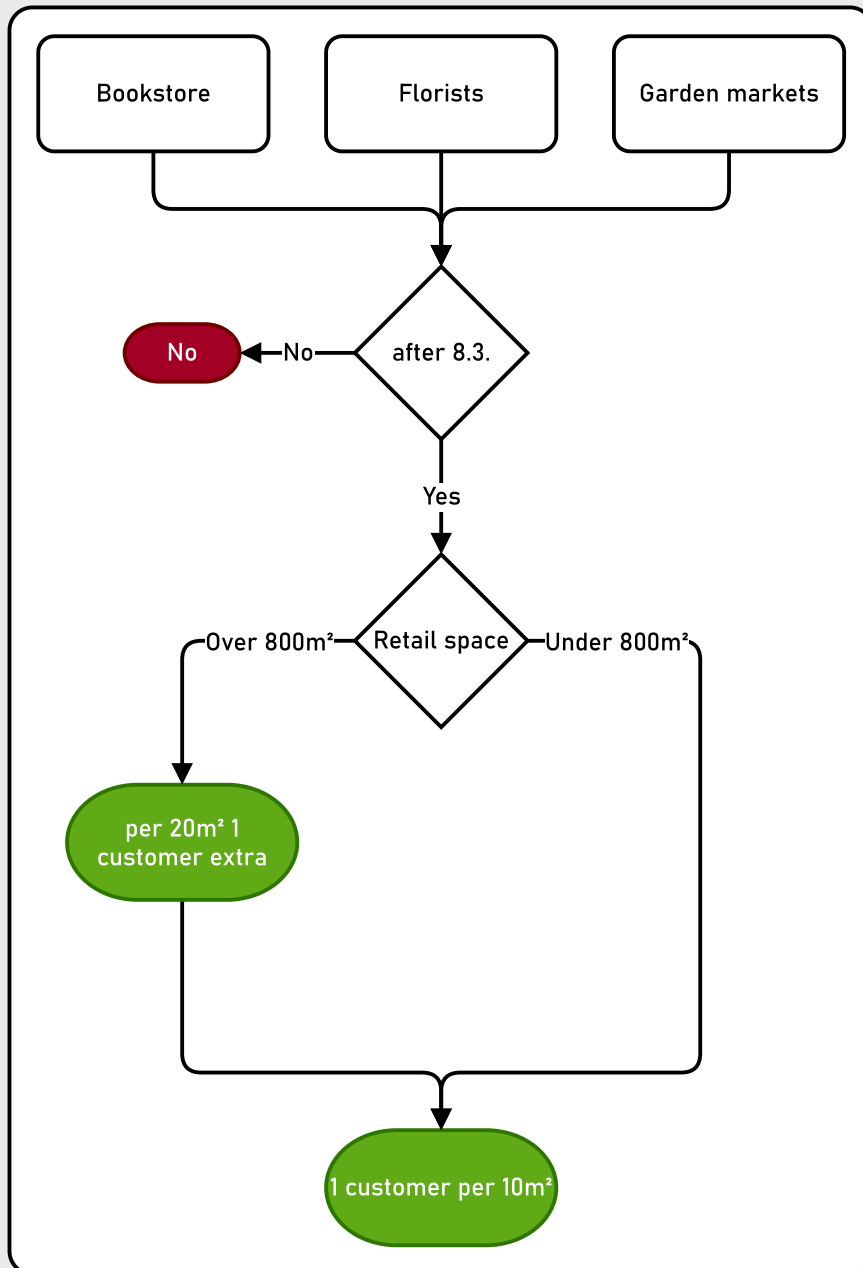 Bookstore
Florists
Garden markets
No
No
after 8.3.
Yes
Over 800m²
Retail space
Under 800m²
per 20m² 1
customer extra
1 customer per 10m²